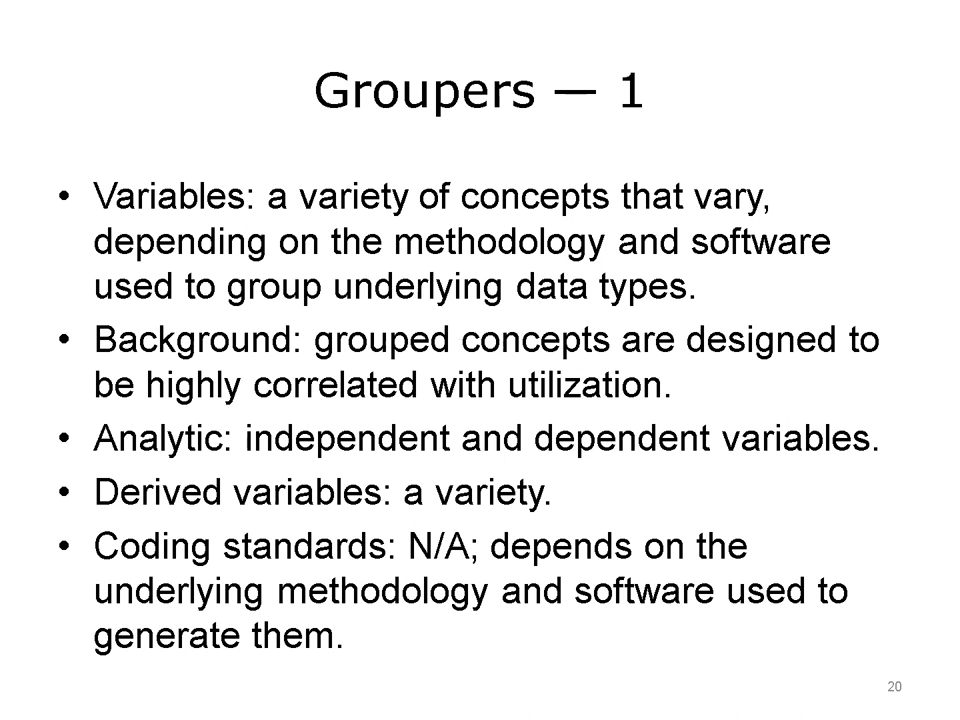 Groupers — 1
• Variables: a variety of concepts that vary,
depending on the methodology and software
used to group underlying data types.
• Background: grouped concepts are designed to
be highly correlated with utilization.
• Analytic: independent and dependent variables.
• Derived variables: a variety.
• Coding standards: N/A; depends on the
underlying methodology and software used to
generate them.
20